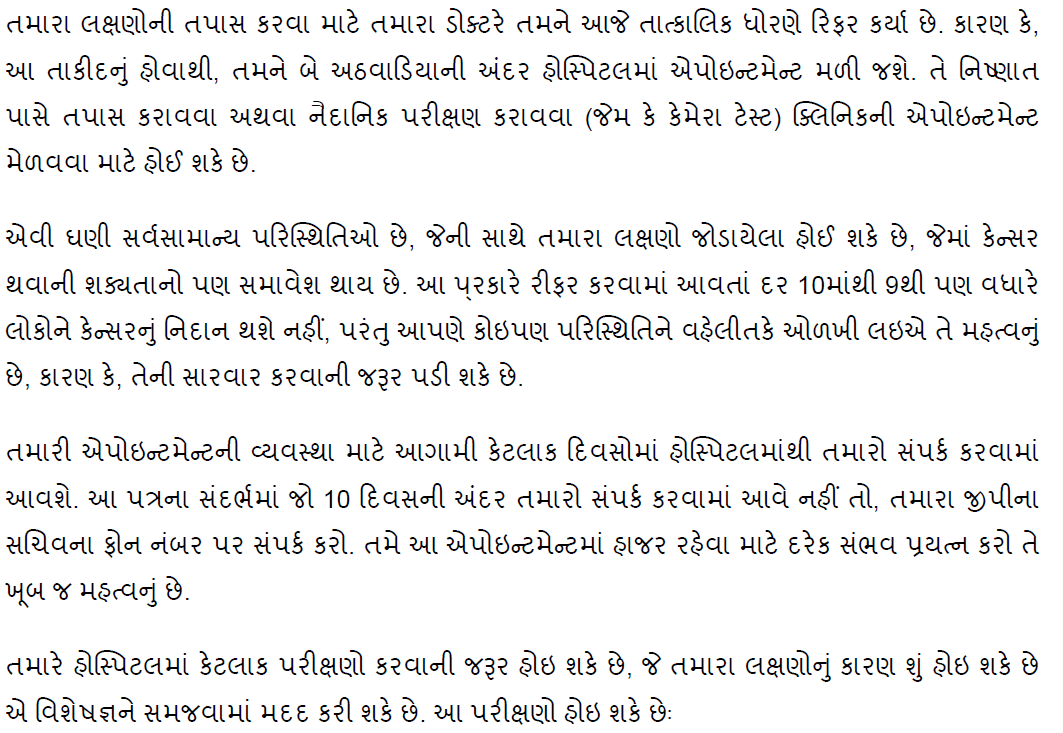 તમારા લક્ષણોની તપાસ કરવા માટે તમારા ડોક્ટરે તમને આજે તાત્કાલિક ધોરણે રિફર કર્યા છે. કારણ કે,
આ તાકીદનું હોવાથી, તમને બે અઠવાડિયાની અંદર હોસ્પિટલમાં એપોઇન્ટમેન્ટ મળી જશે. તે નિષ્ણાત
પાસે તપાસ કરાવવા અથવા નૈદાનિક પરીક્ષણ કરાવવા (જેમ કે કેમેરા ટેસ્ટ) ક્લિનિકની એપોઇન્ટમેન્ટ
મેળવવા માટે હોઈ શકે છે.
એવી ઘણી સર્વસામાન્ય પરિસ્થિતિઓ છે, જેની સાથે તમારા લક્ષણો જોડાયેલા હોઈ શકે છે, જેમાં કેન્સર
થવાની શક્યતાનો પણ સમાવેશ થાય છે. આ પ્રકારે રીફર કરવામાં આવતાં દર 10માંથી 9થી પણ વધારે
લોકોને કેન્સરનું નિદાન થશે નહીં, પરંતુ આપણે કોઇપણ પરિસ્થિતિને વહેલીતકે ઓળખી લઇએ તે મહત્વનું
છે, કારણ કે, તેની સારવાર કરવાની જરૂર પડી શકે છે.
તમારી એપોઇન્ટમેન્ટની વ્યવસ્થા માટે આગામી કેટલાક દિવસોમાં હોસ્પિટલમાંથી તમારો સંપર્ક કરવામાં
આવશે. આ પત્રના સંદર્ભમાં જો 10 દિવસની અંદર તમારો સંપર્ક કરવામાં આવે નહીં તો, તમારા જીપીના
સચિવના ફોન નંબર પર સંપર્ક કરો. તમે આ એપોઇન્ટમેન્ટમાં હાજર રહેવા માટે દરેક સંભવ પ્રયત્ન કરો તે
ખૂબ જ મહત્વનું છે.
તમારે હોસ્પિટલમાં કેટલાક પરીક્ષણો કરવાની જરૂર હોઇ શકે છે, જે તમારા લક્ષણોનું કારણ શું હોઇ શકે છે
એ વિશેષજ્ઞને સમજવામાં મદદ કરી શકે છે. આ પરીક્ષણો હોઇ શકે છેઃ